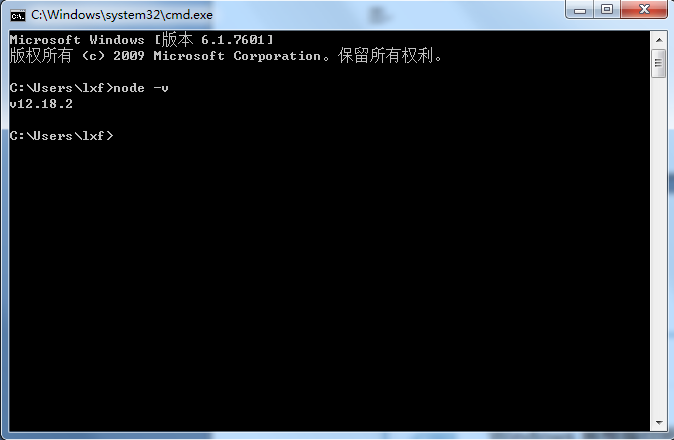 C:\Windows\system32\cmd.exe
Microsoft Windows [版本 6.1.7601]
版权所有 (c) 2009 Microsoft Corporation。保留所有权利。
C:\Users\lxf>node -v
v12.18.2
C:\Users\lxf>